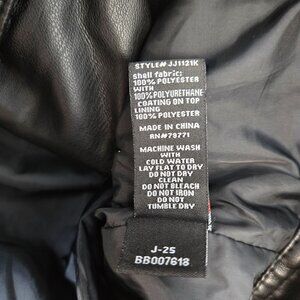 STYLE# JJ1121K
Shell fabric:
100% POLYESTER
WITH
100% POLYURETHANE
COATING ON TOP
LINING
100% POLYESTER
MADE IN CHINA
RN#79771
MACHINE WASH
WITH
COLD WATER
LAY FLAT TO DRY
DO NOT DRY
CLEAN
DO NOT BLEACH
DO NOT IRON
DO NOT
TUMBLE DRY
J-25
BB007618